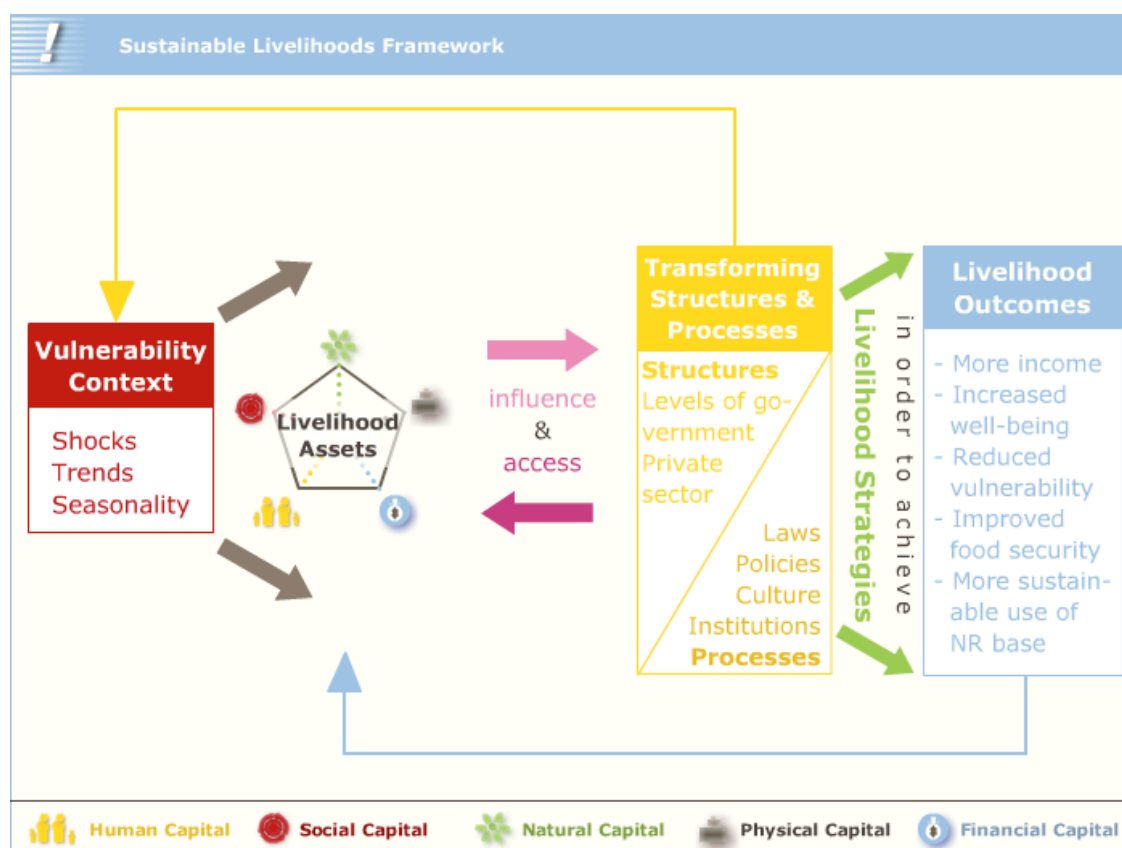 !
Sustainable Livelihoods Framework
Vulnerability
Context
Shocks
Trends
Seasonality
Livelihood
Assets
influence
&
access
Transforming
Structures &
Processes
Structures
Levels of go-
vernment
Private
sector
Laws
Policies
Culture
Institutions
Processes
Livelihood Strategies
in order to achieve
Livelihood
Outcomes
- More income
- Increased
well-being
- Reduced
vulnerability
- Improved
food security
- More sustain-
able use of
NR base
Human Capital
Social Capital
Natural Capital
Physical Capital
Financial Capital